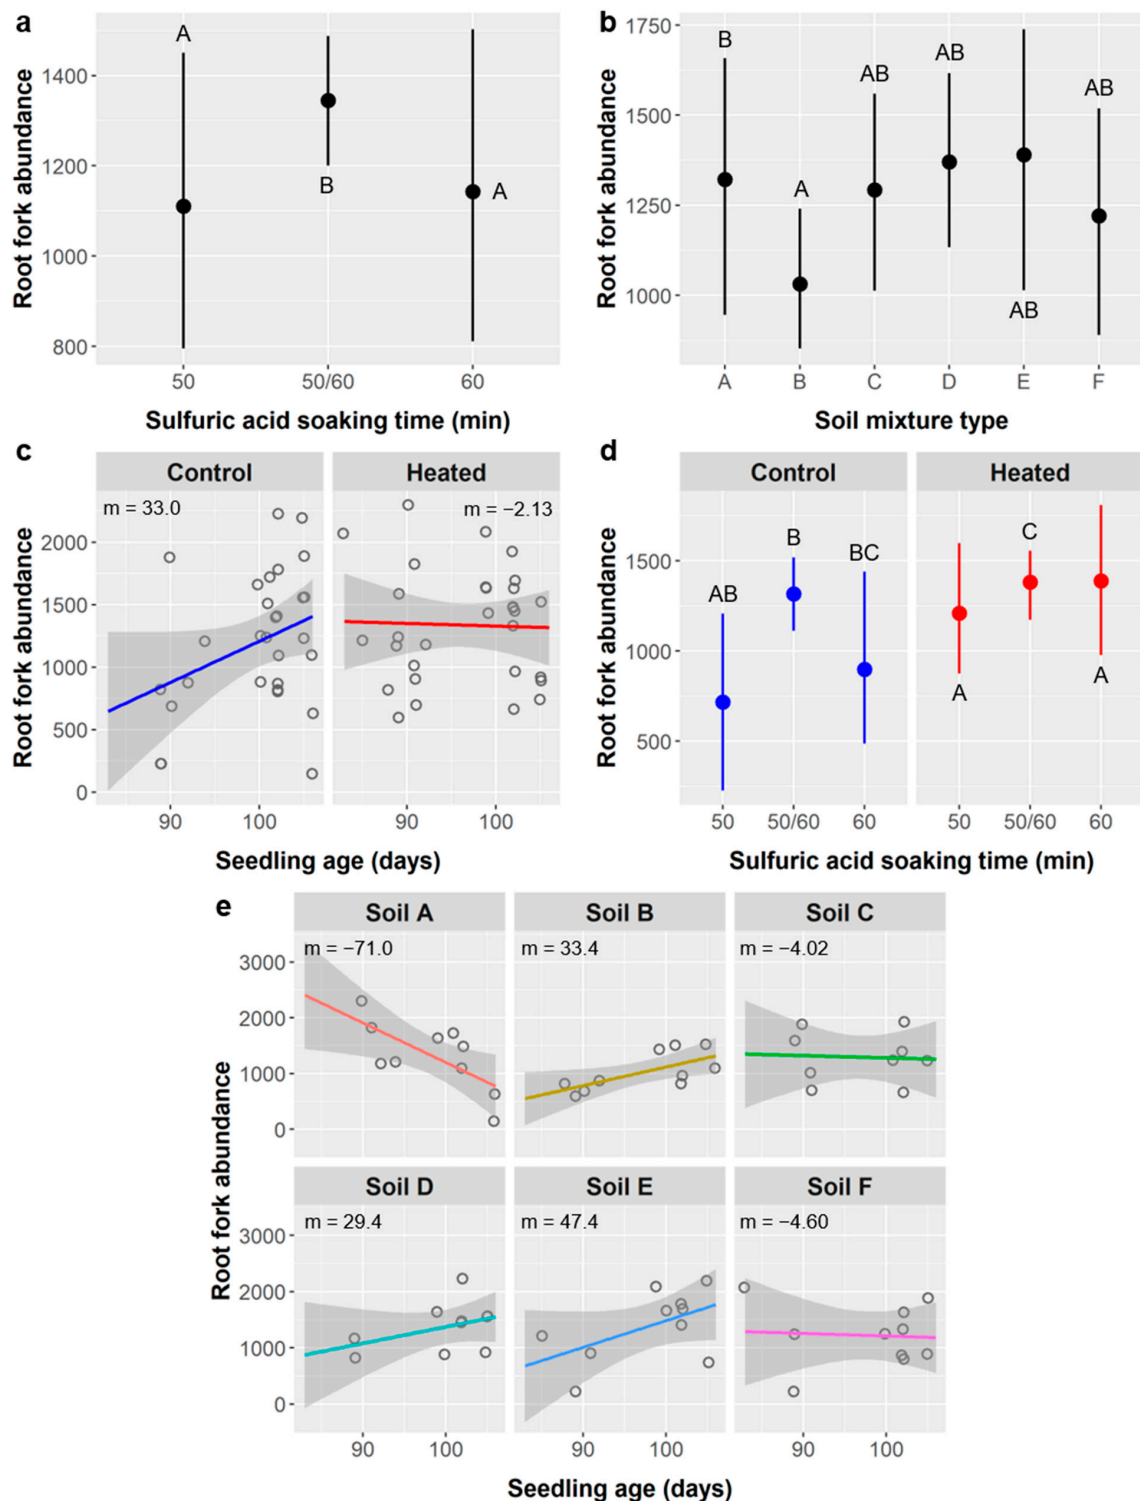 a
Root fork abundance
1400
1200
1000
800
A
B
A
50
50/60
60
Sulfuric acid soaking time (min)
b
Root fork abundance
1750
1500
1250
1000
B
A
AB
AB
AB
AB
A
B
C
D
E
F
Soil mixture type
c
Control
Heated
m = 33.0
m = −2.13
Root fork abundance
2000
1500
1000
500
0
90
100
90
100
Seedling age (days)
d
Control
Heated
Root fork abundance
1500
1000
500
AB
B
BC
A
C
A
50
50/60
60
50
50/60
60
Sulfuric acid soaking time (min)
e
Soil A
Soil B
Soil C
m = −71.0
m = 33.4
m = −4.02
3000
2000
1000
0
Root fork abundance
Soil D
Soil E
Soil F
m = 29.4
m = 47.4
m = −4.60
3000
2000
1000
0
90
100
90
100
90
100
Seedling age (days)